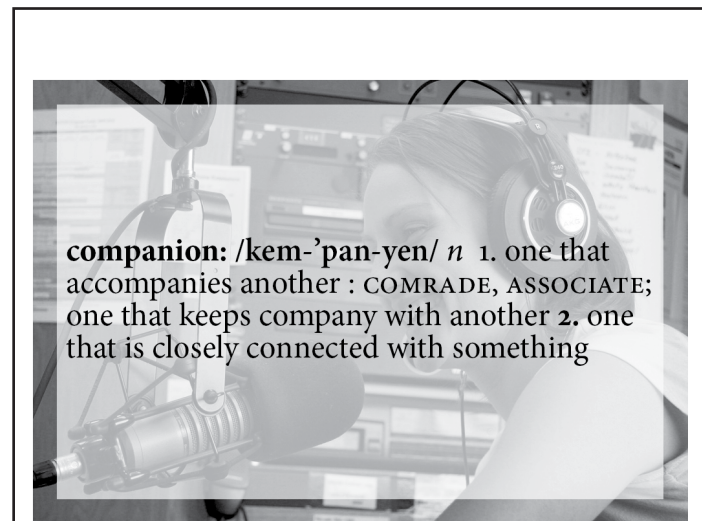 companion: /kem-’pan-yen/ n 1. one that
accompanies another : COMRADE, ASSOCIATE;
one that keeps company with another 2. one
that is closely connected with something